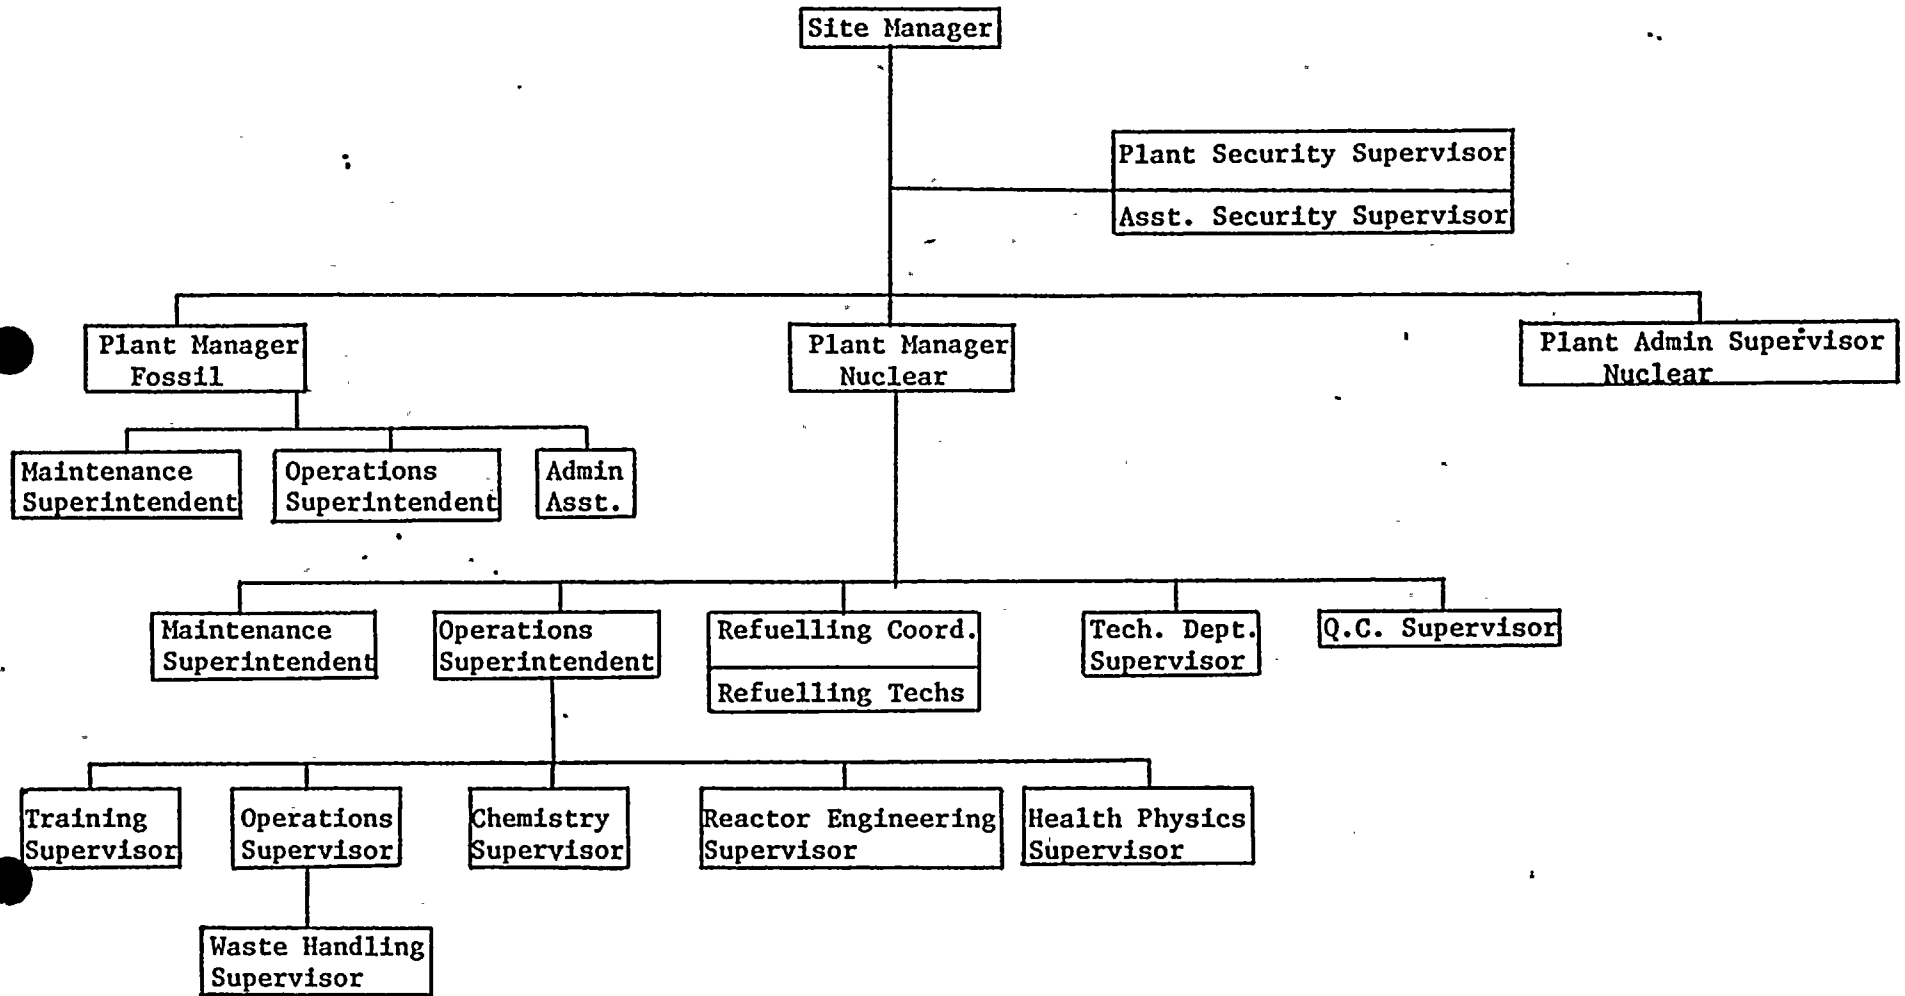 Site Manager
Plant Security Supervisor
Asst. Security Supervisor
Plant Manager
Fossil
Plant Manager
Nuclear
Plant Admin Supervisor
Nuclear
Maintenance
Superintendent
Operations
Superintendent
Admin
Asst.
Maintenance
Superintendent
Operations
Superintendent
Refuelling Coord.
Refuelling Techs
Tech. Dept.
Supervisor
Q.C. Supervisor
Training
Supervisor
Operations
Supervisor
Chemistry
Supervisor
Reactor Engineering
Supervisor
Health Physics
Supervisor
Waste Handling
Supervisor